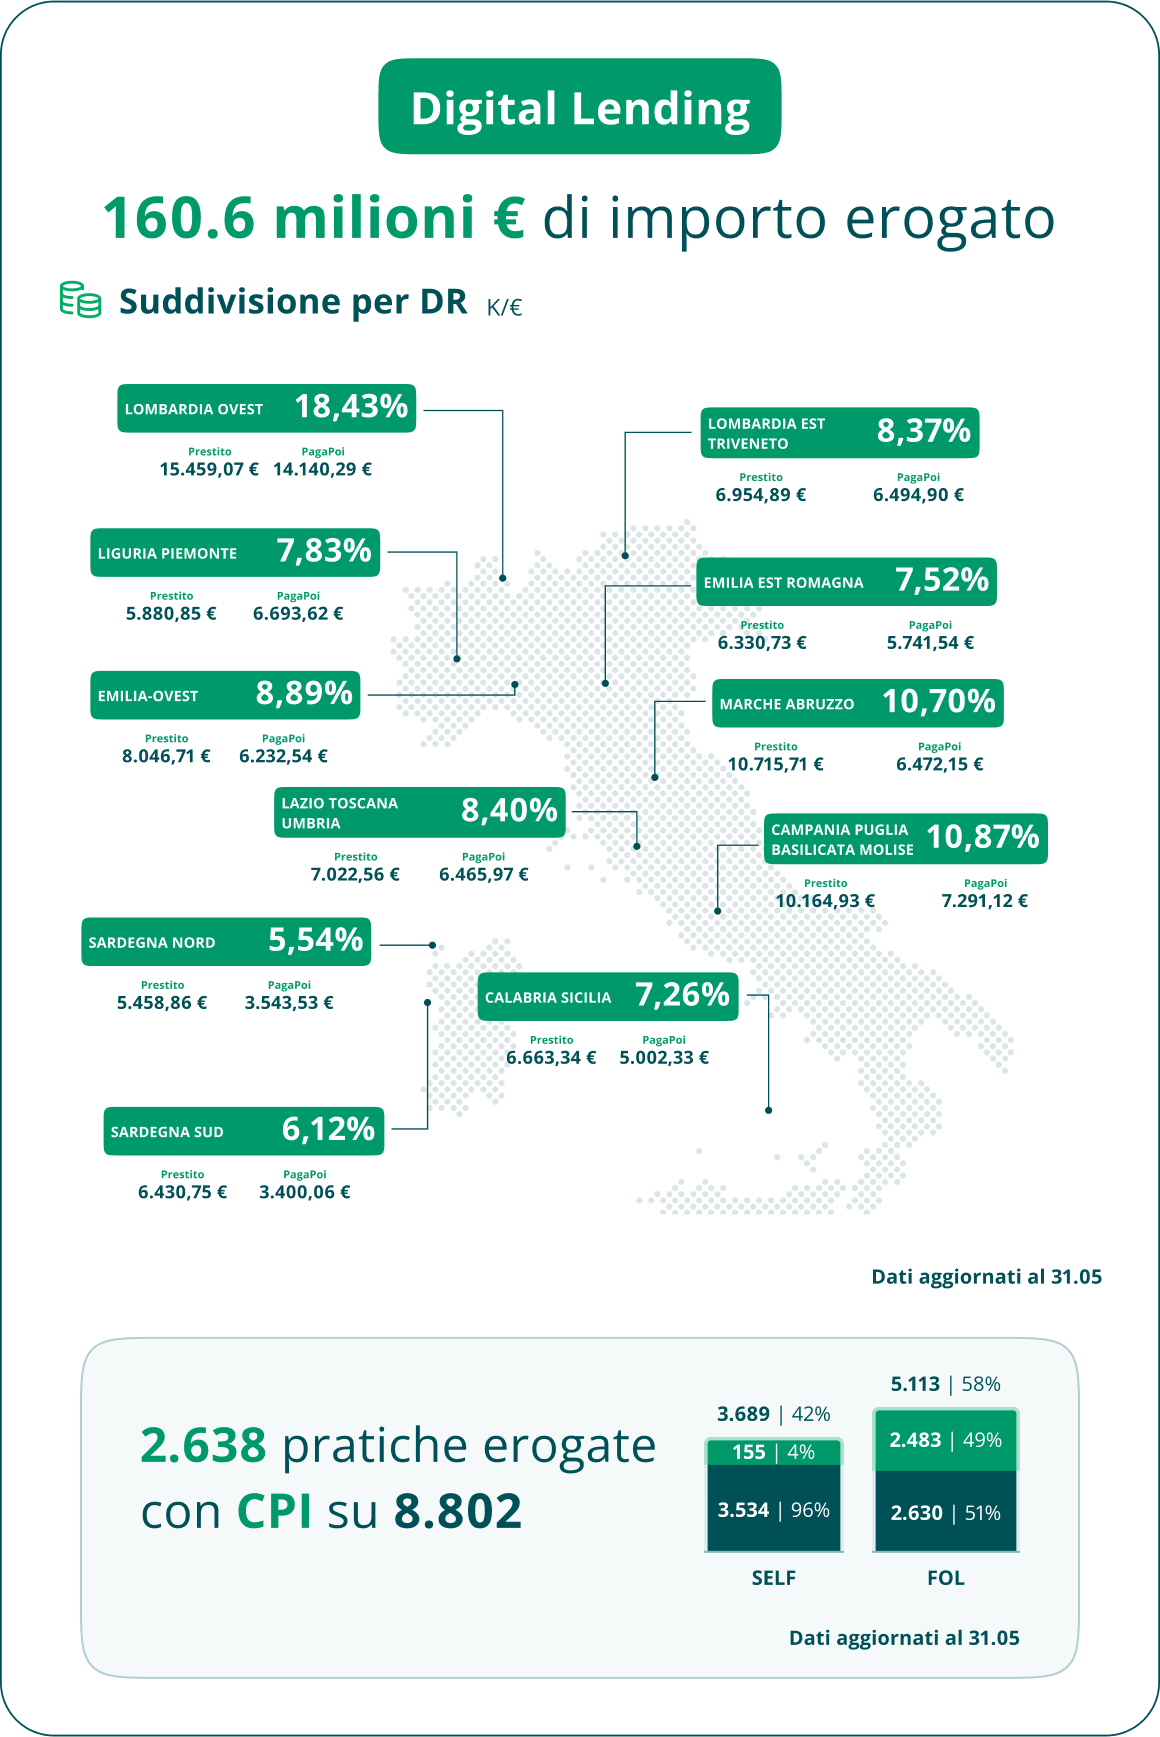 Digital Lending
160.6 milioni € di importo erogato
Suddivisione per DR K/€
LOMBARDIA OVEST 18,43%
Prestito PagaPoi
15.459,07 € 14.140,29 €
LOMBARDIA EST
TRIVENETO 8,37%
Prestito PagaPoi
6.954,89 € 6.494,90 €
LIGURIA PIEMONTE 7,83%
Prestito PagaPoi
5.880,85 € 6.693,62 €
EMILIA EST ROMAGNA 7,52%
Prestito PagaPoi
6.330,73 € 5.741,54 €
EMILIA-OVEST 8,89%
Prestito PagaPoi
8.046,71 € 6.232,54 €
MARCHE ABRUZZO 10,70%
Prestito PagaPoi
10.715,71 € 6.472,15 €
LAZIO TOSCANA
UMBRIA 8,40%
Prestito PagaPoi
7.022,56 € 6.465,97 €
CAMPANIA PUGLIA
BASILICATA MOLISE 10,87%
Prestito PagaPoi
10.164,93 € 7.291,12 €
SARDEGNA NORD 5,54%
Prestito PagaPoi
5.458,86 € 3.543,53 €
CALABRIA SICILIA 7,26%
Prestito PagaPoi
6.663,34 € 5.002,33 €
SARDEGNA SUD 6,12%
Prestito PagaPoi
6.430,75 € 3.400,06 €
Dati aggiornati al 31.05
2.638 pratiche erogate
con CPI su 8.802
3.689 | 42%
155 | 4%
3.534 | 96%
SELF
5.113 | 58%
2.483 | 49%
2.630 | 51%
FOL
Dati aggiornati al 31.05